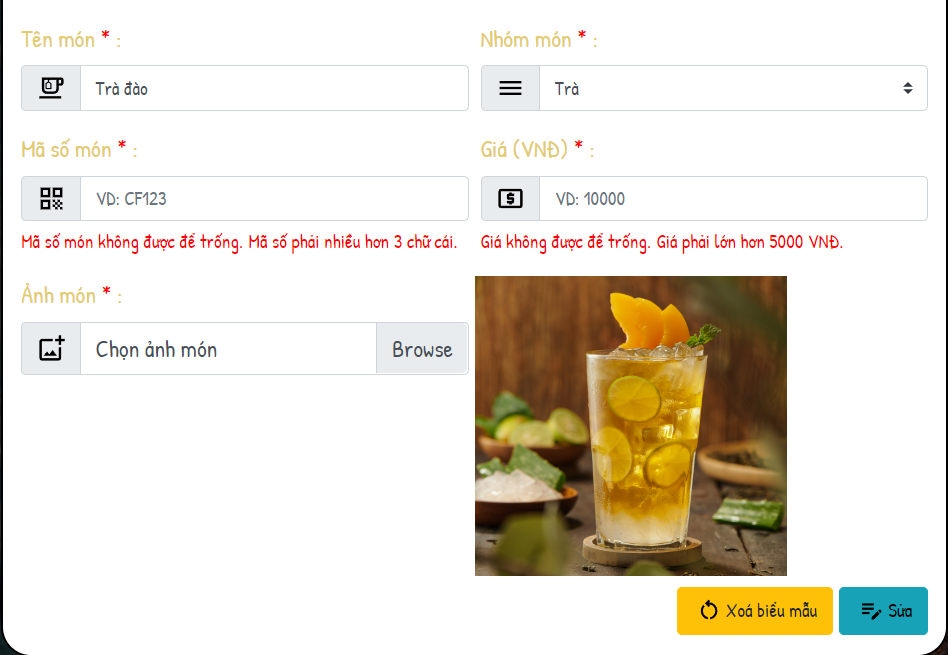 Tên món * :
Nhóm món * :
Trà đào
Trà
Mã số món * :
Giá (VNĐ) * :
VD: CF123
VD: 10000
Mã số món không được để trống. Mã số phải nhiều hơn 3 chữ cái.
Giá không được để trống. Giá phải lớn hơn 5000 VNĐ.
Ảnh món * :
Chọn ảnh món
Browse
Xoá biểu mẫu
Sửa